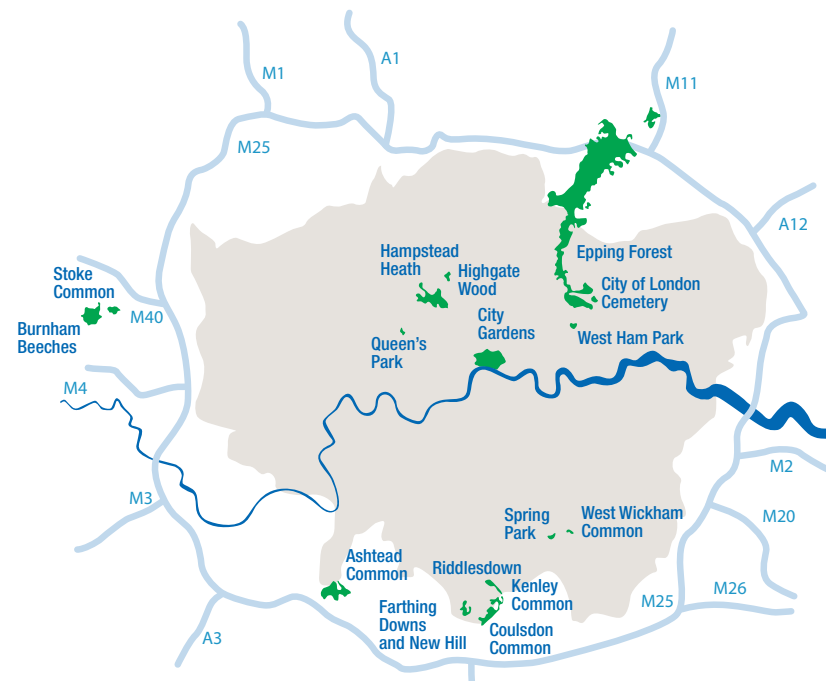 M1
A1
M11
M25
A12
Hampstead
Heath
Highgate
Wood
Epping Forest
City of London
Cemetery
Stoke
Common
Burnham
Beeches
M40
City
Gardens
Queen's
Park
West Ham Park
M4
M2
M3
M20
Spring
Park
West Wickham
Common
Ashtead
Common
Riddlesdown
Kenley
Common
M25
M26
Farthing
Downs
and New Hill
Coulsdon
Common
A3